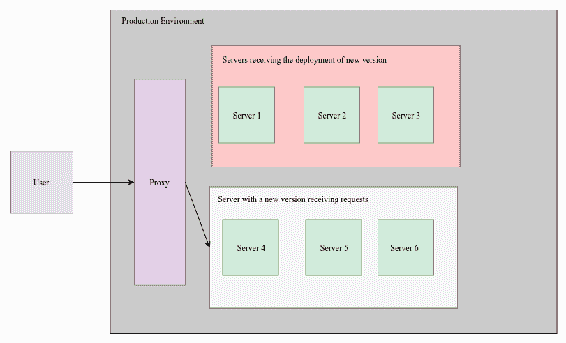 Production Environment
Servers receiving the deployment of new version
Server 1
Server 2
Server 3
User
Proxy
Server with a new version receiving requests
Server 4
Server 5
Server 6